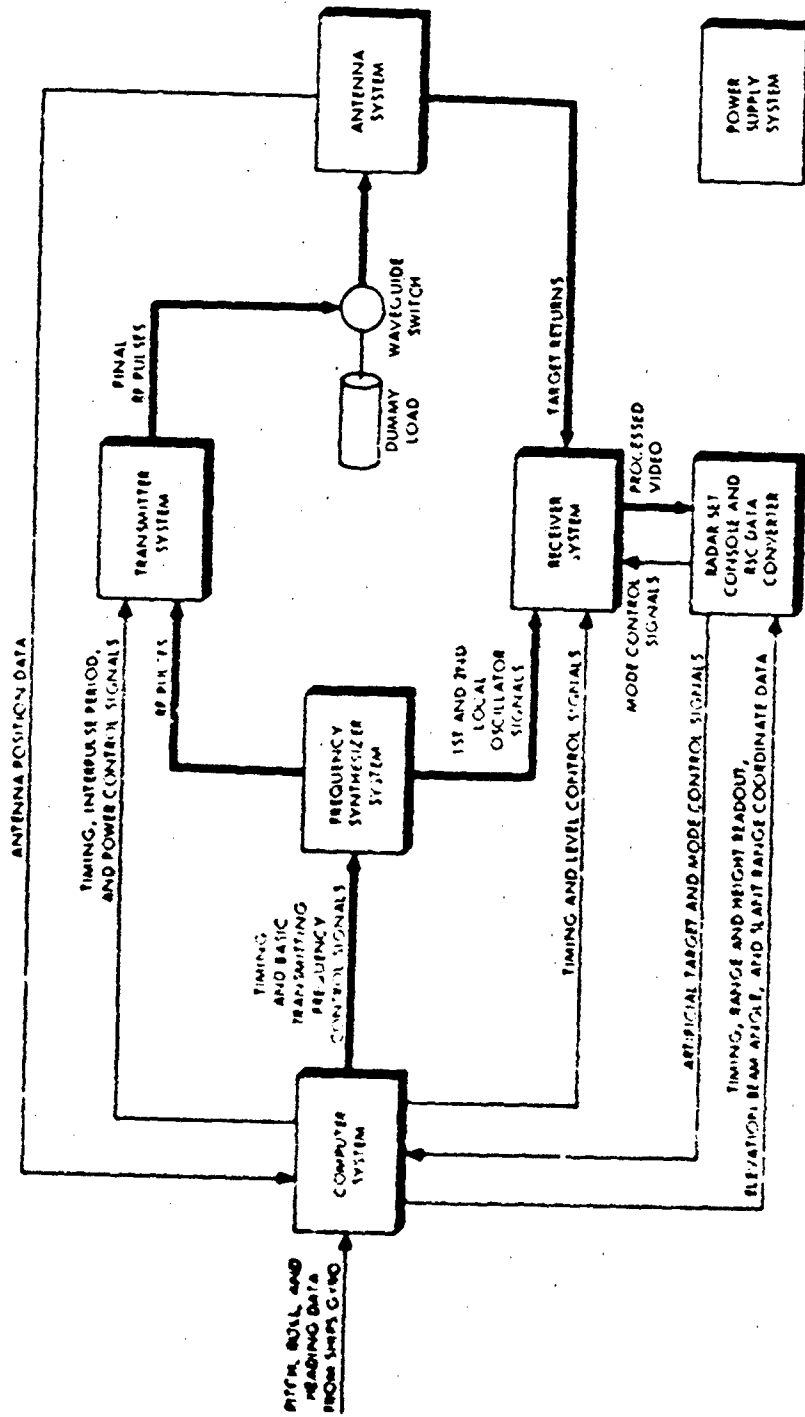 ANTENNA POSITION DATA
TIMING, INTERPULSE PERIOD,
AND POWER CONTROL SIGNALS
TRANSMITTER
SYSTEM
FINAL
RF PULSES
RF PULSES
ANTENNA
SYSTEM
WAVEGUIDE
SWITCH
DUMMY
LOAD
PITCH, ROLL, AND
HEADING DATA
FROM SHIPS GYRO
COMPUTER
SYSTEM
TIMING
AND BASIC
TRANSMITTING
FREQUENCY
CONTROL SIGNALS
FREQUENCY
SYNTHESIZER
SYSTEM
1ST AND 2ND
LOCAL
OSCILLATOR
SIGNALS
TARGET RETURNS
TIMING AND LEVEL CONTROL SIGNALS
RECEIVER
SYSTEM
MODE CONTROL
SIGNALS
PROCESSED
VIDEO
ARTIFICIAL TARGET AND MODE CONTROL SIGNALS
TIMING, RANGE AND HEIGHT READOUT,
ELEVATION BEAM ANGLE, AND SLANT RANGE COORDINATE DATA
RADAR SET
CONSOLE AND
RSC DATA
CONVERTER
POWER
SUPPLY
SYSTEM